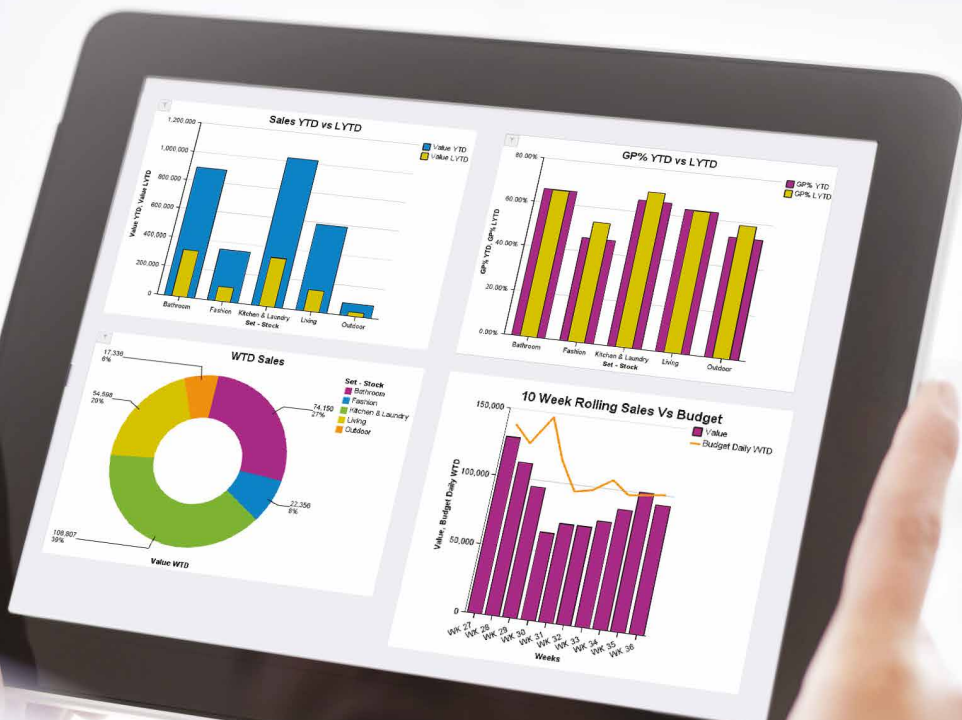 Sales YTD vs LYTD
Value YTD
Value LYTD
Value YTD, Value LYTD
1,200,000
1,000,000
800,000
600,000
400,000
200,000
0
Bathroom
Fashion
Kitchen & Laundry
Living
Outdoor
Set - Stock
GP% YTD vs LYTD
GP% YTD
GP% LYTD
GP% YTD, GP% LYTD
80.00%
60.00%
40.00%
20.00%
0.00%
Bathroom
Fashion
Kitchen & Laundry
Living
Outdoor
Set - Stock
WTD Sales
Set - Stock
Bathroom
Fashion
Kitchen & Laundry
Living
Outdoor
17,336
6%
54,598
20%
74,150
27%
22,356
8%
39%
Value WTD
10 Week Rolling Sales Vs Budget
Value
Budget Daily WTD
Value, Budget Daily WTD
150,000
100,000
50,000
0
WK 27
WK 28
WK 29
WK 30
WK 31
WK 32
WK 33
WK 34
WK 35
WK 36
Weeks